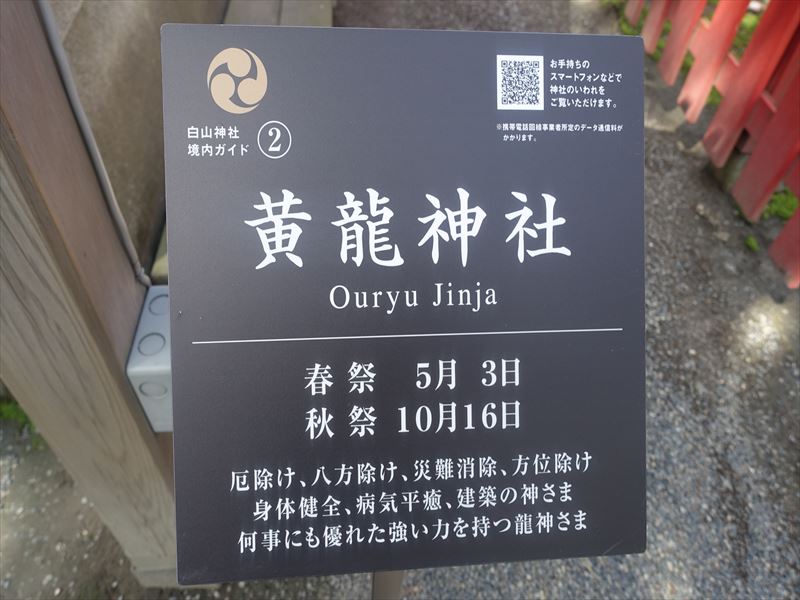 白山神社
境内ガイド
②
お手持ちの
スマートフォンなどで
神社のいわれを
ご覧いただけます。
※携帯電話回線事業者所定のデータ通信料が
かかります。
黄龍神社
Ouryu Jinja
春祭 5月 3日
秋祭 10月16日
厄除け、八方除け、災難消除、方位除け
身体健全、病気平癒、建築の神さま
何事にも優れた強い力を持つ龍神さま